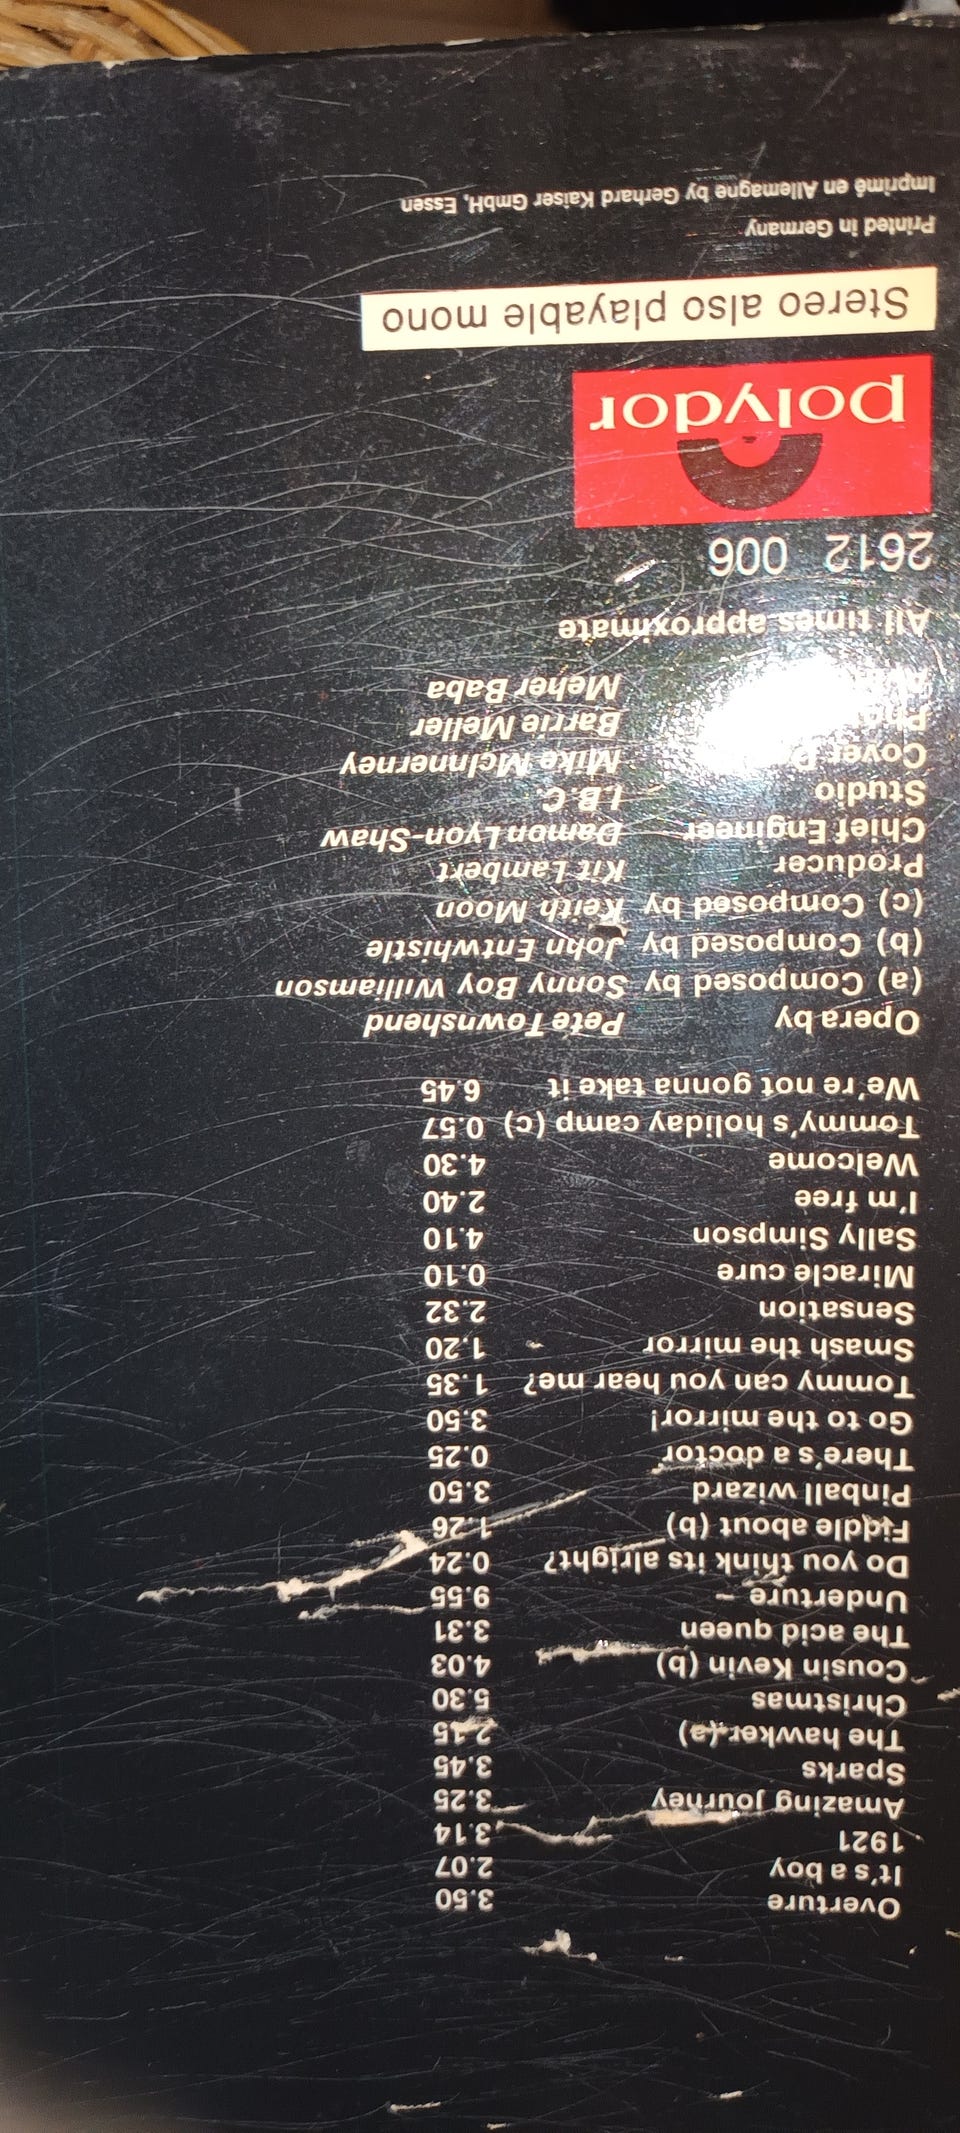 Overture 3.50
It's a boy 2.07
1921 3.14
Amazing journey 3.25
Sparks 3.45
The hawker (a) 2.15
Christmas 5.30
Cousin Kevin (b) 4.03
The acid queen 3.31
Underture 9.55
Do you think its alright? 0.24
Fiddle about (b) 1.26
Pinball wizard 3.50
There's a doctor 0.25
Go to the mirror! 3.50
Tommy can you hear me? 1.35
Smash the mirror 1.20
Sensation 2.32
Miracle cure 0.10
Sally Simpson 4.10
I'm free 2.40
Welcome 4.30
Tommy's holiday camp (c) 0.57
We're not gonna take it 6.45
Opera by Pete Townshend
(a) Composed by Sonny Boy Williamson
(b) Composed by John Entwhistle
(c) Composed by Keith Moon
Producer Kit Lambert
Chief Engineer Damon Lyon-Shaw
Studio I.B.C.
Cover Mike McInnerney
Barrie Meller
Meher Baba
All times approximate
2612 006
polydor
Stereo also playable mono
Printed in Germany
Imprimé en Allemagne by Gerhard Kaiser GmbH, Essen